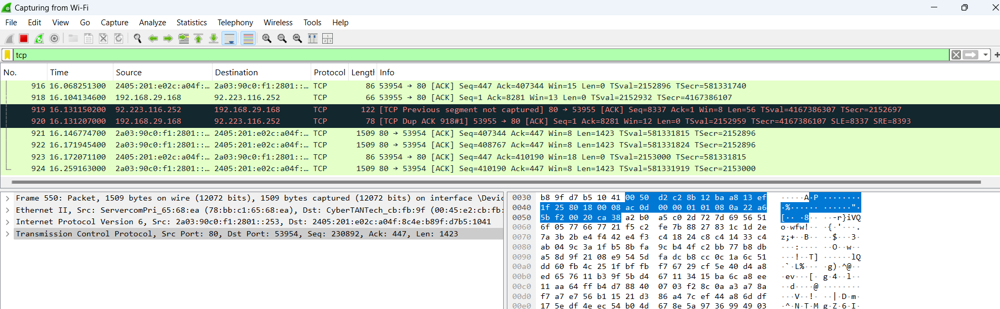 Capturing from Wi-Fi
File Edit View Go Capture Analyze Statistics Telephony Wireless Tools Help
tcp
No. Time Source Destination Protocol Length Info
916 16.068251300 2405:201:e02c:a04f:… 2a03:90c0:f1:2801::… TCP 86 53954 → 80 [ACK] Seq=447 Ack=407344 Win=15 Len=0 TSval=2152896 TSecr=581331740
918 16.104134600 192.168.29.168 92.223.116.252 TCP 66 53955 → 80 [ACK] Seq=1 Ack=8281 Win=13 Len=0 TSval=2152932 TSecr=4167386107
919 16.131150200 92.223.116.252 192.168.29.168 TCP 122 [TCP Previous segment not captured] 80 → 53955 [ACK] Seq=8337 Ack=1 Win=8 Len=56 TSval=4167386307 TSecr=2152697
920 16.131207000 192.168.29.168 92.223.116.252 TCP 78 [TCP Dup ACK 918#1] 53955 → 80 [ACK] Seq=1 Ack=8281 Win=12 Len=0 TSval=2152959 TSecr=4167386107 SLE=8337 SRE=8393
921 16.146774700 2a03:90c0:f1:2801::… 2405:201:e02c:a04f:… TCP 1509 80 → 53954 [ACK] Seq=407344 Ack=447 Win=8 Len=1423 TSval=581331815 TSecr=2152896
922 16.171945400 2a03:90c0:f1:2801::… 2405:201:e02c:a04f:… TCP 1509 80 → 53954 [ACK] Seq=408767 Ack=447 Win=8 Len=1423 TSval=581331824 TSecr=2152896
923 16.172071100 2405:201:e02c:a04f:… 2a03:90c0:f1:2801::… TCP 86 53954 → 80 [ACK] Seq=447 Ack=410190 Win=18 Len=0 TSval=2153000 TSecr=581331815
924 16.259163000 2a03:90c0:f1:2801::… 2405:201:e02c:a04f:… TCP 1509 80 → 53954 [ACK] Seq=410190 Ack=447 Win=8 Len=1423 TSval=581331919 TSecr=2153000
Frame 550: Packet, 1509 bytes on wire (12072 bits), 1509 bytes captured (12072 bits) on interface \Devic
Ethernet II, Src: ServercomPri_65:68:ea (78:bb:c1:65:68:ea), Dst: CyberTANTech_cb:fb:9f (00:45:e2:cb:fb:
Internet Protocol Version 6, Src: 2a03:90c0:f1:2801::253, Dst: 2405:201:e02c:a04f:8c4e:b89f:d7b5:1041
Transmission Control Protocol, Src Port: 80, Dst Port: 53954, Seq: 230892, Ack: 447, Len: 1423
0030 b8 9f d7 b5 10 41 00 50 d2 c2 8b 12 ba a8 13 ef ·····A·P ········
0040 1f 25 80 18 00 08 ac 0d 00 00 01 01 08 0a 22 a6 ·%······ ······"·
0050 5b f2 00 20 ca 38 a2 b0 a5 c0 2d 72 7d 69 56 51 [·· ·8·· ··-r}iVQ
0060 6f 05 77 66 77 21 f5 c2 fe 7b 88 27 83 1c 1d 2e o·wfw!·· ·{·'···.
0070 7a 3b 2b e4 f4 42 e4 f3 c4 18 24 c8 c4 14 33 c4 z;+··B·· ··$···3·
0080 ab 04 9c 3a 1f b5 8b fa 9c b4 4f c2 bb 77 b8 db ···:···· ··O··w··
0090 a5 8d 9f 21 08 e9 54 5d fa dc b8 cc 0c 1a 6c 51 ···!··T] ······lQ
00a0 dd 60 fb 4c 25 1f bf fb f7 67 29 cf 5e 40 d4 a8 ·`·L%··· ·g)·^@··
00b0 ed 65 76 11 b3 9f 5b d4 67 11 34 15 ba 6c a8 ee ·ev···[· g·4··l··
00c0 11 aa 64 ff b4 d7 88 40 07 03 f2 8c 0a a3 a7 8a ··d····@ ········
00d0 f7 a7 e7 56 b1 15 21 d3 86 a4 7c ef 44 a8 6d df ···V··!· ··|·D·m·
00e0 17 5e df 4e ec 54 b0 4d 67 8e 5a 97 36 99 49 03 ·^·N·T·M g·Z·6·I·